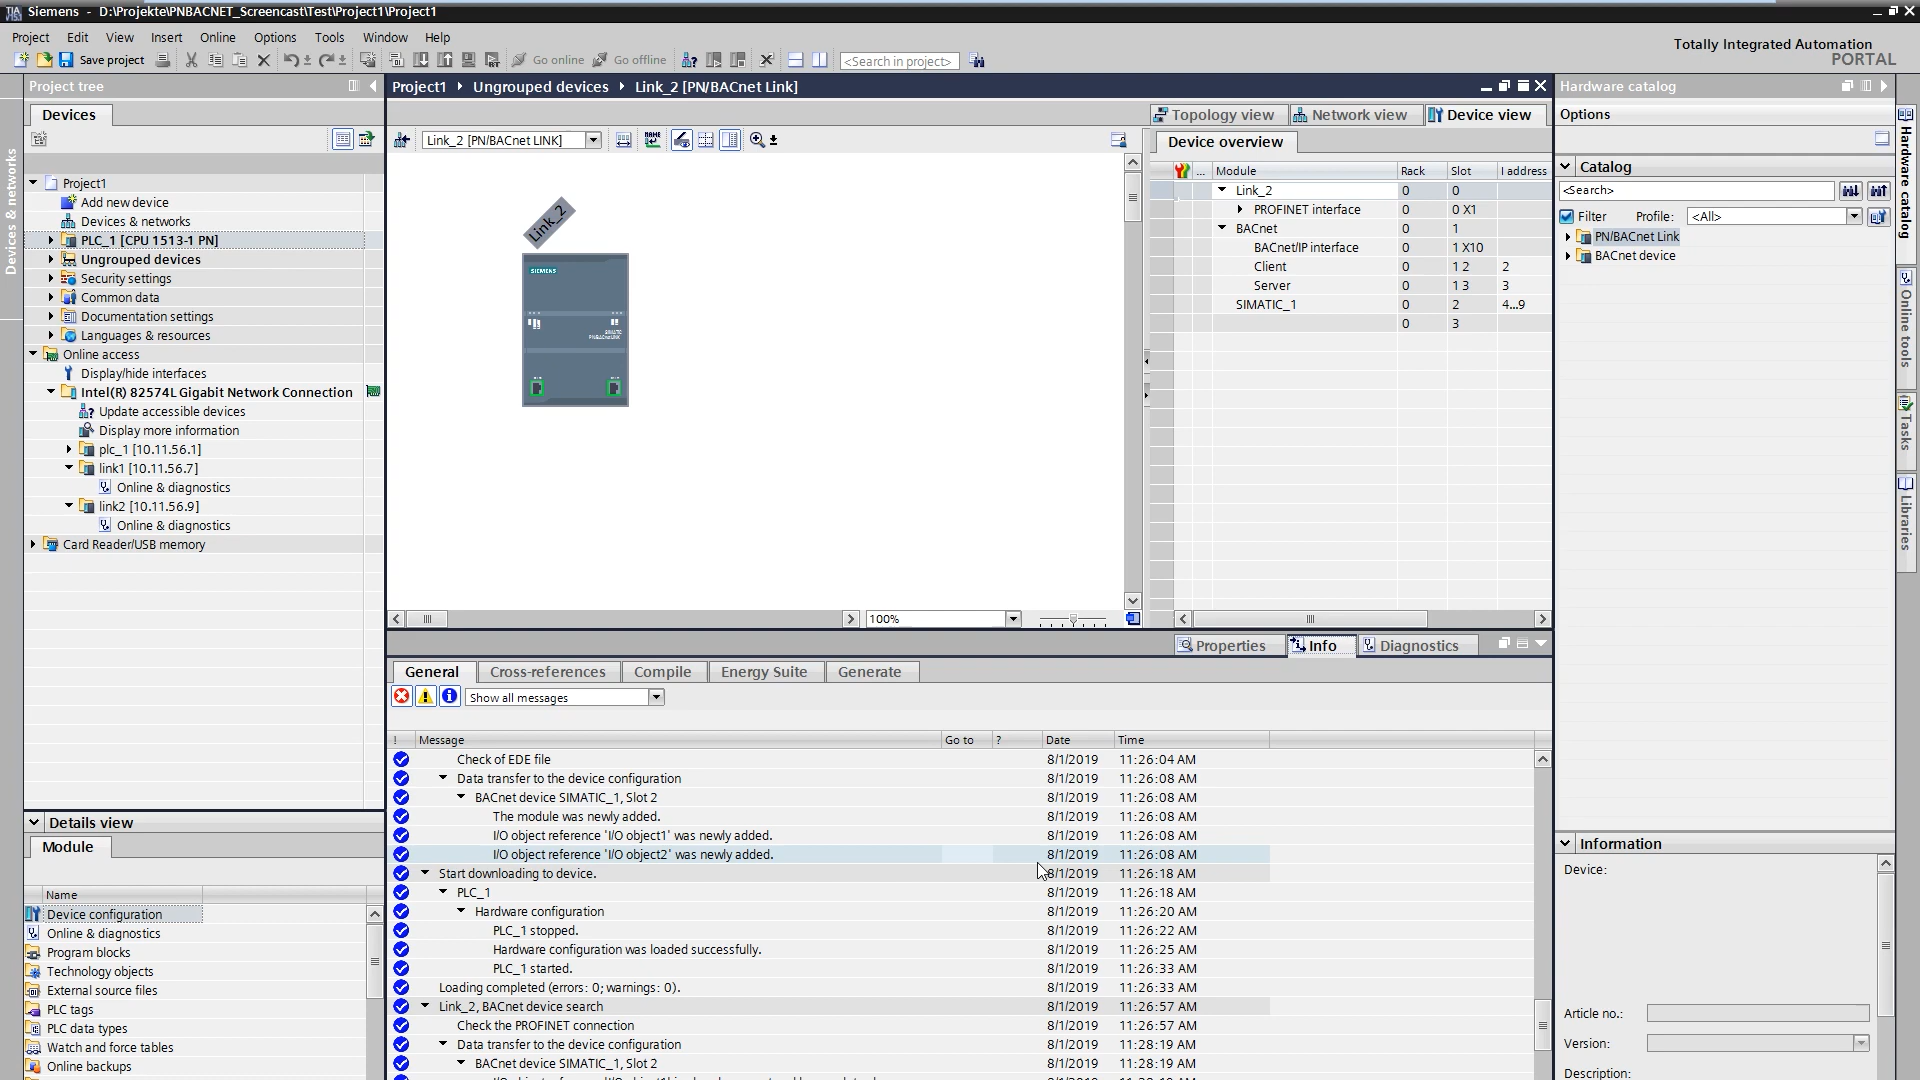 Siemens - D:\Projekte\PNBACNET_Screencast\Test\Project1\Project1
Project Edit View Insert Online Options Tools Window Help
Save project
Go online
Go offline
<Search in project>
Totally Integrated Automation
PORTAL
Devices & networks
Project tree
Devices
Project1
Add new device
Devices & networks
PLC_1 [CPU 1513-1 PN]
Ungrouped devices
Security settings
Common data
Documentation settings
Languages & resources
Online access
Display/hide interfaces
Intel(R) 82574L Gigabit Network Connection
Update accessible devices
Display more information
plc_1 [10.11.56.1]
link1 [10.11.56.7]
Online & diagnostics
link2 [10.11.56.9]
Online & diagnostics
Card Reader/USB memory
Details view
Module
Name
Device configuration
Online & diagnostics
Program blocks
Technology objects
External source files
PLC tags
PLC data types
Watch and force tables
Online backups
Project1 Ungrouped devices Link_2 [PN/BACnet Link]
Topology view Network view Device view
Link_2 [PN/BACnet LINK]
Link_2
SIEMENS
SIMATIC
PN/BACnet LINK
100%
Device overview
... Module Rack Slot I address
Link_2 0 0
PROFINET interface 0 0 X1
BACnet 0 1
BACnet/IP interface 0 1 X10
Client 0 1 2 2
Server 0 1 3 3
SIMATIC_1 0 2 4...9
0 3
Properties Info Diagnostics
General Cross-references Compile Energy Suite Generate
Show all messages
! Message Go to ? Date Time
Check of EDE file 8/1/2019 11:26:04 AM
Data transfer to the device configuration 8/1/2019 11:26:08 AM
BACnet device SIMATIC_1, Slot 2 8/1/2019 11:26:08 AM
The module was newly added. 8/1/2019 11:26:08 AM
I/O object reference 'I/O object1' was newly added. 8/1/2019 11:26:08 AM
I/O object reference 'I/O object2' was newly added. 8/1/2019 11:26:08 AM
Start downloading to device. 8/1/2019 11:26:18 AM
PLC_1 8/1/2019 11:26:18 AM
Hardware configuration 8/1/2019 11:26:20 AM
PLC_1 stopped. 8/1/2019 11:26:22 AM
Hardware configuration was loaded successfully. 8/1/2019 11:26:25 AM
PLC_1 started. 8/1/2019 11:26:33 AM
Loading completed (errors: 0; warnings: 0). 8/1/2019 11:26:33 AM
Link_2, BACnet device search 8/1/2019 11:26:57 AM
Check the PROFINET connection 8/1/2019 11:26:57 AM
Data transfer to the device configuration 8/1/2019 11:28:19 AM
BACnet device SIMATIC_1, Slot 2 8/1/2019 11:28:19 AM
Hardware catalog
Options
Catalog
<Search>
Filter Profile: <All>
PN/BACnet Link
BACnet device
Information
Device:
Article no.:
Version:
Description:
Hardware catalog
Online tools
Tasks
Libraries